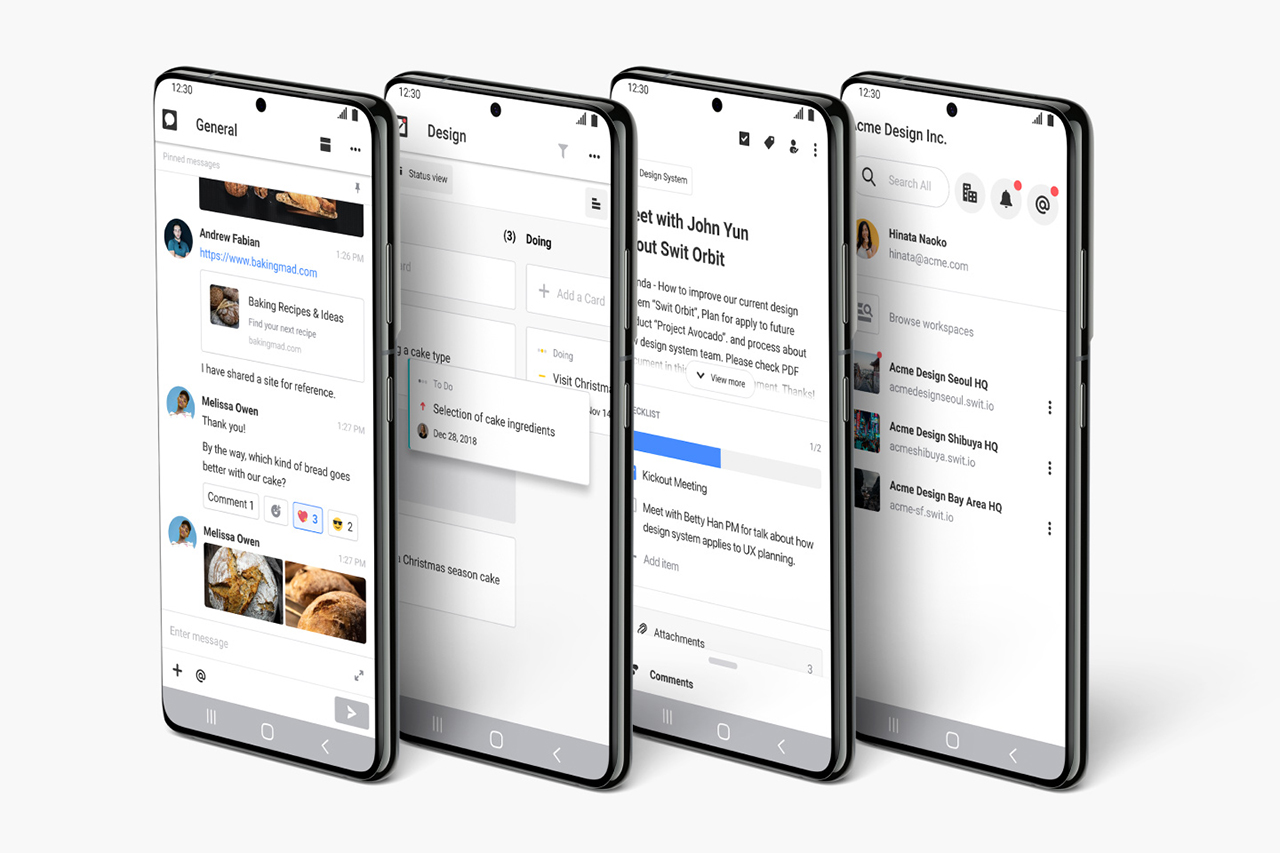 12:30
General
Pinned messages
Andrew Fabian
1:26 PM
https://www.bakingmad.com
Baking Recipes & Ideas
Find your next recipe
bakingmad.com
I have shared a site for reference.
Melissa Owen
1:27 PM
Thank you!
By the way, which kind of bread goes
better with our cake?
Comment 1
3
2
Melissa Owen
1:27 PM
Enter message
@
12:30
Design
Status view
(3) Doing
Add a Card
g a cake type
Doing
Visit Christm
Nov 14
To Do
Selection of cake ingredients
Dec 28, 2018
Christmas season cake
12:30
Design System
eet with John Yun
out Swit Orbit
nda - How to improve our current design
em "Swit Orbit", Plan for apply to future
duct "Project Avocado". and process about
design system team. Please check PDF
ocument in this
ment. Thanks!
View more
ECKLIST
1/2
Kickout Meeting
Meet with Betty Han PM for talk about how
design system applies to UX planning.
Add item
Attachments
3
Comments
12:30
Acme Design Inc.
Search All
@
Hinata Naoko
hinata@acme.com
Browse workspaces
Acme Design Seoul HQ
acmedesignseoul.swit.io
Acme Design Shibuya HQ
acmeshibuya.swit.io
Acme Design Bay Area HQ
acme-sf.swit.io